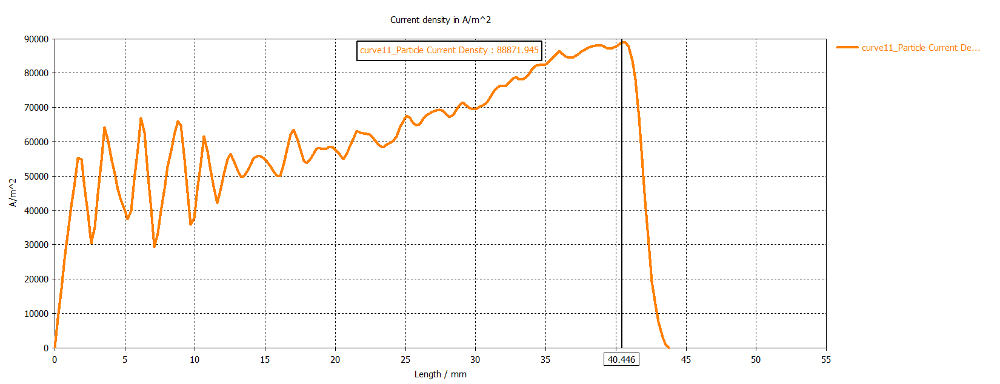 Current density in A/m^2
90000
curve11_Particle Current Density : 88871.945
curve11_Particle Current De...
80000
70000
60000
50000
A/m^2
40000
30000
20000
10000
0
0 5 10 15 20 25 30 35 40.446 45 50 55
Length / mm